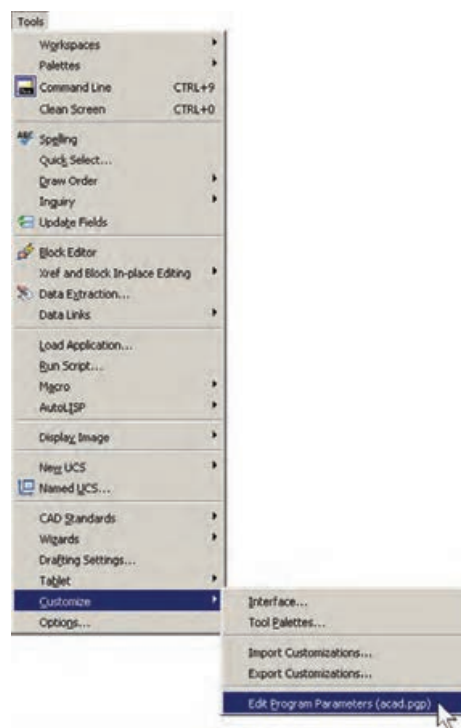 Tools
Workspaces
Palettes
Command Line CTRL+9
Clean Screen CTRL+0
ABC Spelling
Quick Select...
Draw Order
Inquiry
Update Fields
Block Editor
Xref and Block In-place Editing
Data Extraction...
Data Links
Load Application...
Run Script...
Macro
AutoLISP
Display Image
New UCS
Named UCS...
CAD Standards
Wizards
Drafting Settings...
Tablet
Customize
Options...
Interface...
Tool Palettes...
Import Customizations...
Export Customizations...
Edit Program Parameters (acad.pgp)